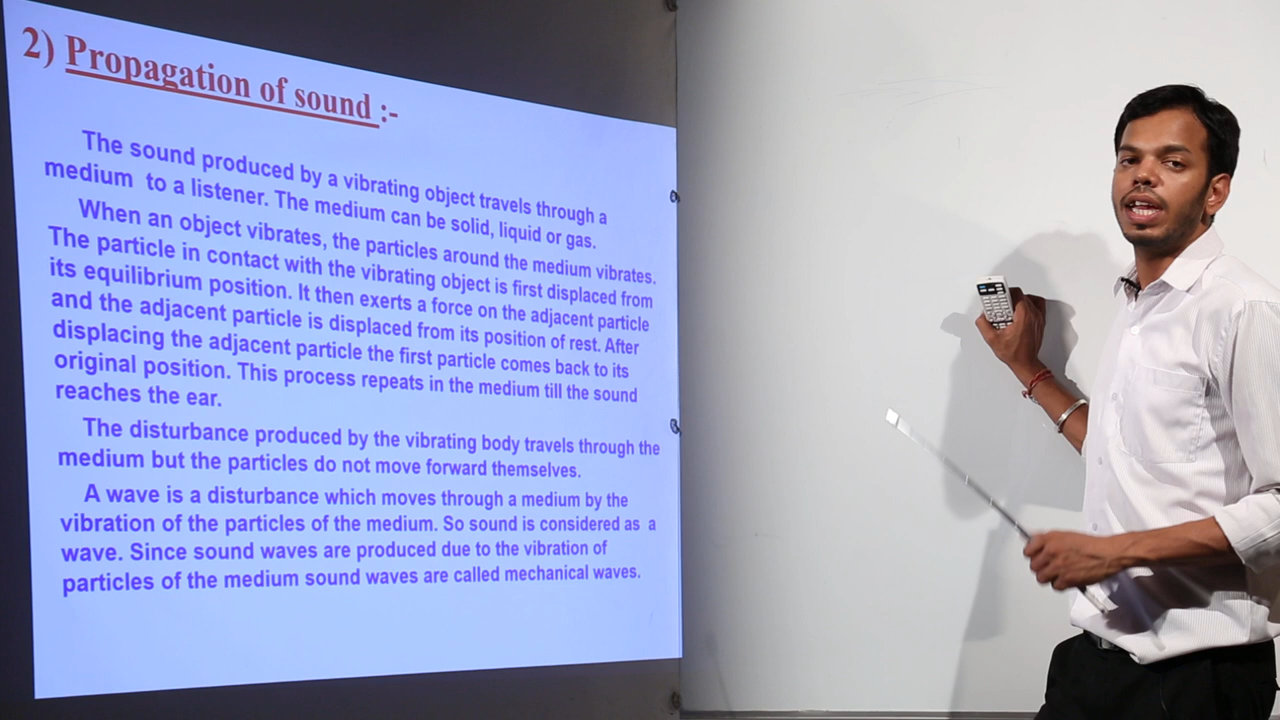 2) Propagation of sound :-
The sound produced by a vibrating object travels through a
medium to a listener. The medium can be solid, liquid or gas.
When an object vibrates, the particles around the medium vibrates.
The particle in contact with the vibrating object is first displaced from
its equilibrium position. It then exerts a force on the adjacent particle
and the adjacent particle is displaced from its position of rest. After
displacing the adjacent particle the first particle comes back to its
original position. This process repeats in the medium till the sound
reaches the ear.
The disturbance produced by the vibrating body travels through the
medium but the particles do not move forward themselves.
A wave is a disturbance which moves through a medium by the
vibration of the particles of the medium. So sound is considered as a
wave. Since sound waves are produced due to the vibration of
particles of the medium sound waves are called mechanical waves.